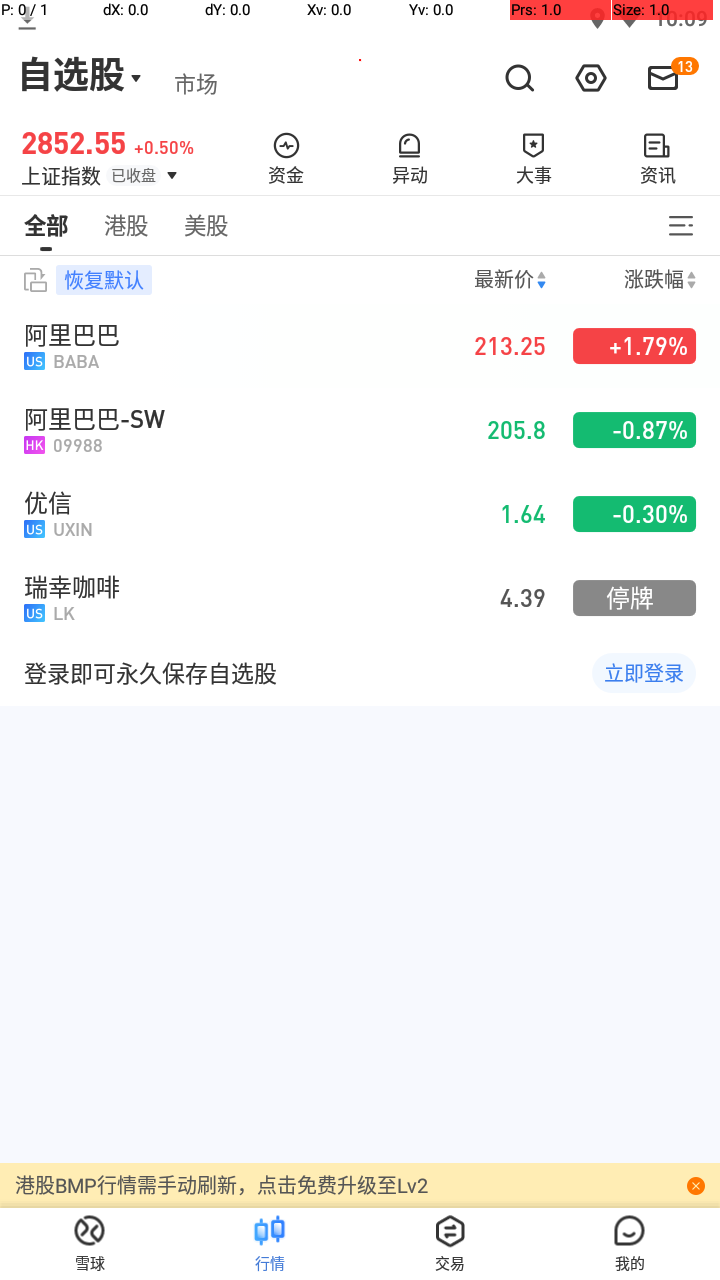 P: 0 / 1 dX: 0.0 dY: 0.0 Xv: 0.0 Yv: 0.0 Prs: 1.0 Size: 1.0
10:09
自选股 市场 13
2852.55 +0.50%
上证指数 已收盘 资金 异动 大事 资讯
全部 港股 美股
恢复默认 最新价 涨跌幅
阿里巴巴
US BABA 213.25 +1.79%
阿里巴巴-SW
HK 09988 205.8 -0.87%
优信
US UXIN 1.64 -0.30%
瑞幸咖啡
US LK 4.39 停牌
登录即可永久保存自选股 立即登录
港股BMP行情需手动刷新，点击免费升级至Lv2
雪球 行情 交易 我的